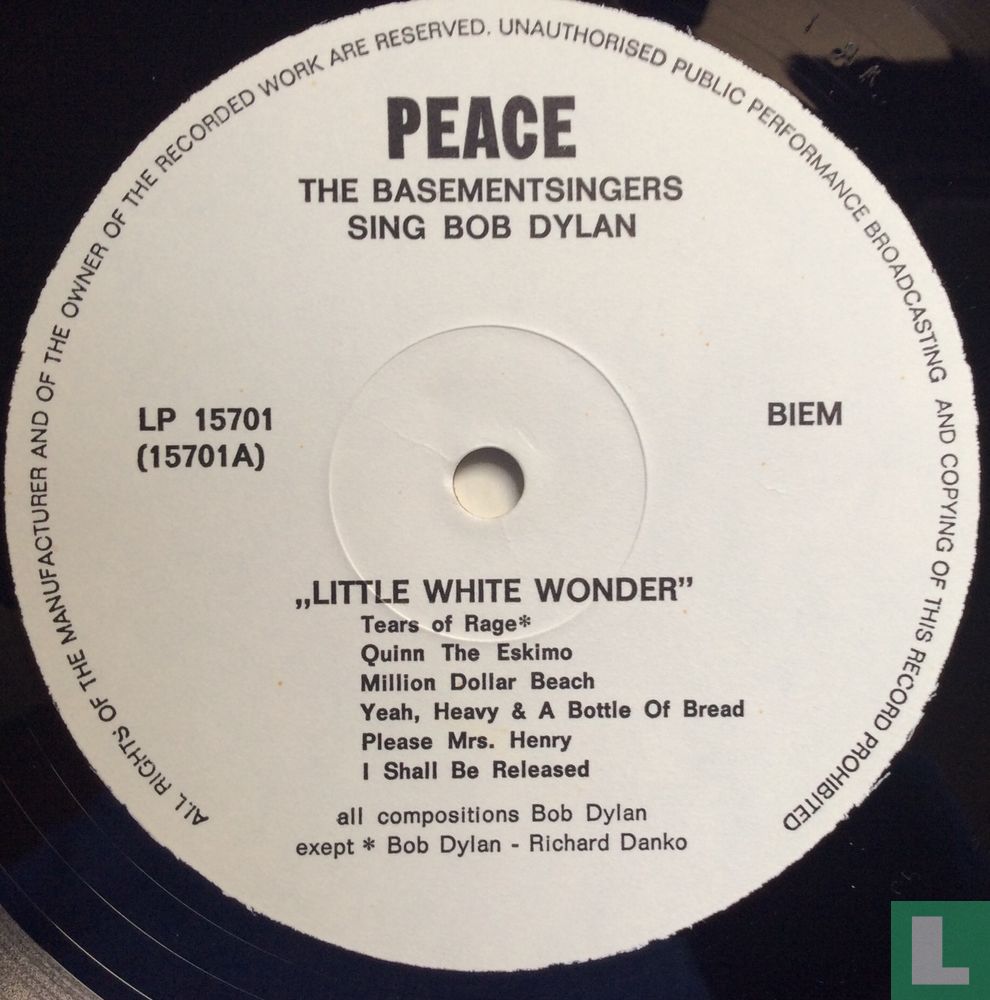 ALL RIGHTS OF THE MANUFACTURER AND OF THE OWNER OF THE RECORDED WORK ARE RESERVED. UNAUTHORISED PUBLIC PERFORMANCE BROADCASTING AND COPYING OF THIS RECORD PROHIBITED
PEACE
THE BASEMENTSINGERS
SING BOB DYLAN
LP 15701
(15701A)
BIEM
„LITTLE WHITE WONDER”
Tears of Rage*
Quinn The Eskimo
Million Dollar Beach
Yeah, Heavy & A Bottle Of Bread
Please Mrs. Henry
I Shall Be Released
all compositions Bob Dylan
exept * Bob Dylan - Richard Danko
L